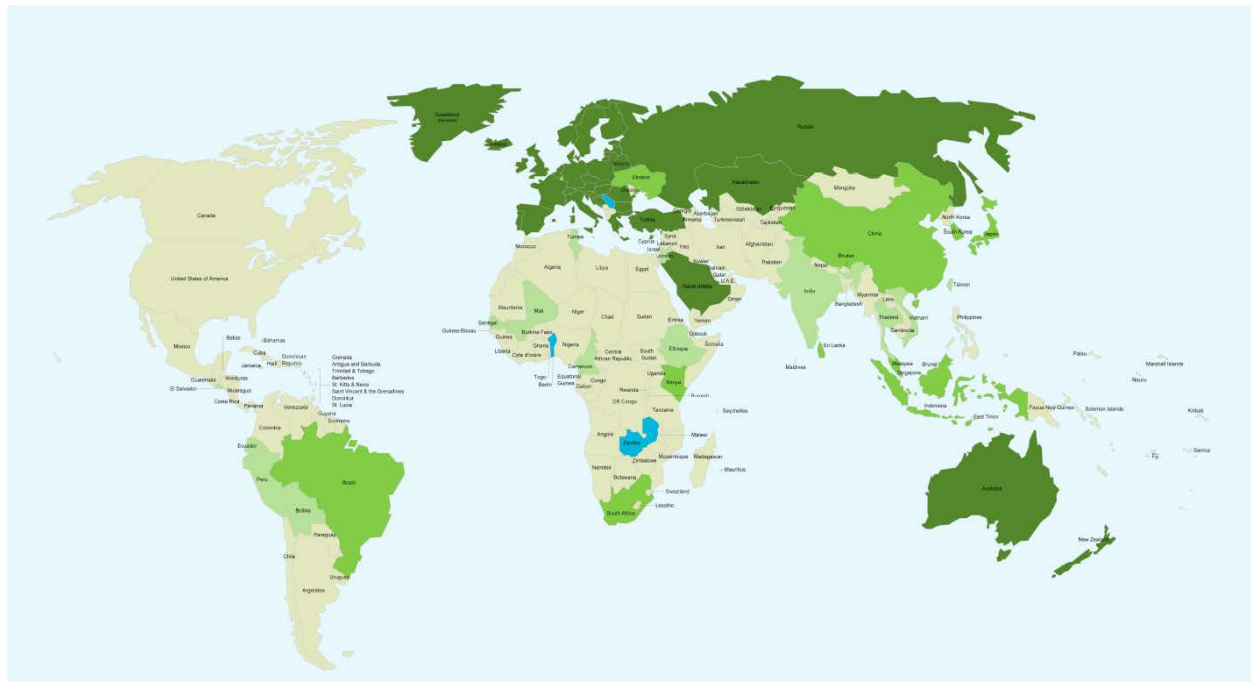 Greenland
(Denmark)
Russia
Canada
Belarus
Ukraine
Moldova
Kazakhstan
Mongolia
Georgia
Azerbaijan
Armenia
Uzbekistan
Kyrgyzstan
Turkmenistan
Tajikistan
North Korea
South Korea
Japan
Turkey
China
United States of America
Tunisia
Morocco
Cyprus
Syria
Lebanon
Israel
Jordan
Iraq
Iran
Afghanistan
Kuwait
Pakistan
Nepal
Bhutan
Algeria
Libya
Egypt
Bahrain
Qatar
U.A.E.
Saudi Arabia
Oman
India
Bangladesh
Myanmar
Laos
Taiwan
Mauritania
Mali
Niger
Chad
Sudan
Eritrea
Yemen
Djibouti
Thailand
Vietnam
Cambodia
Philippines
Senegal
Guinea-Bissau
Guinea
Burkina Faso
Liberia
Cote d'Ivoire
Ghana
Togo
Benin
Nigeria
Cameroon
Equatorial
Guinea
Gabon
Congo
Central
African Republic
South
Sudan
Ethiopia
Somalia
Sri Lanka
Maldives
Malaysia
Brunei
Singapore
Indonesia
East Timor
Palau
Marshall Islands
Nauru
Kiribati
Mexico
Belize
Bahamas
Cuba
Jamaica
Haiti
Dominican
Republic
Grenada
Antigua and Barbuda
Trinidad & Tobago
Barbados
St. Kitts & Nevis
Saint Vincent & the Grenadines
Dominica
St. Lucia
Guatemala
El Salvador
Honduras
Nicaragua
Costa Rica
Panama
Venezuela
Guyana
Suriname
Colombia
Ecuador
Peru
Brazil
Bolivia
Paraguay
Chile
Uruguay
Argentina
Uganda
Kenya
Rwanda
Burundi
DR Congo
Tanzania
Seychelles
Angola
Zambia
Malawi
Mozambique
Madagascar
Mauritius
Zimbabwe
Namibia
Botswana
Swaziland
Lesotho
South Africa
Papua New Guinea
Solomon Islands
Fiji
Samoa
Australia
New Zealand